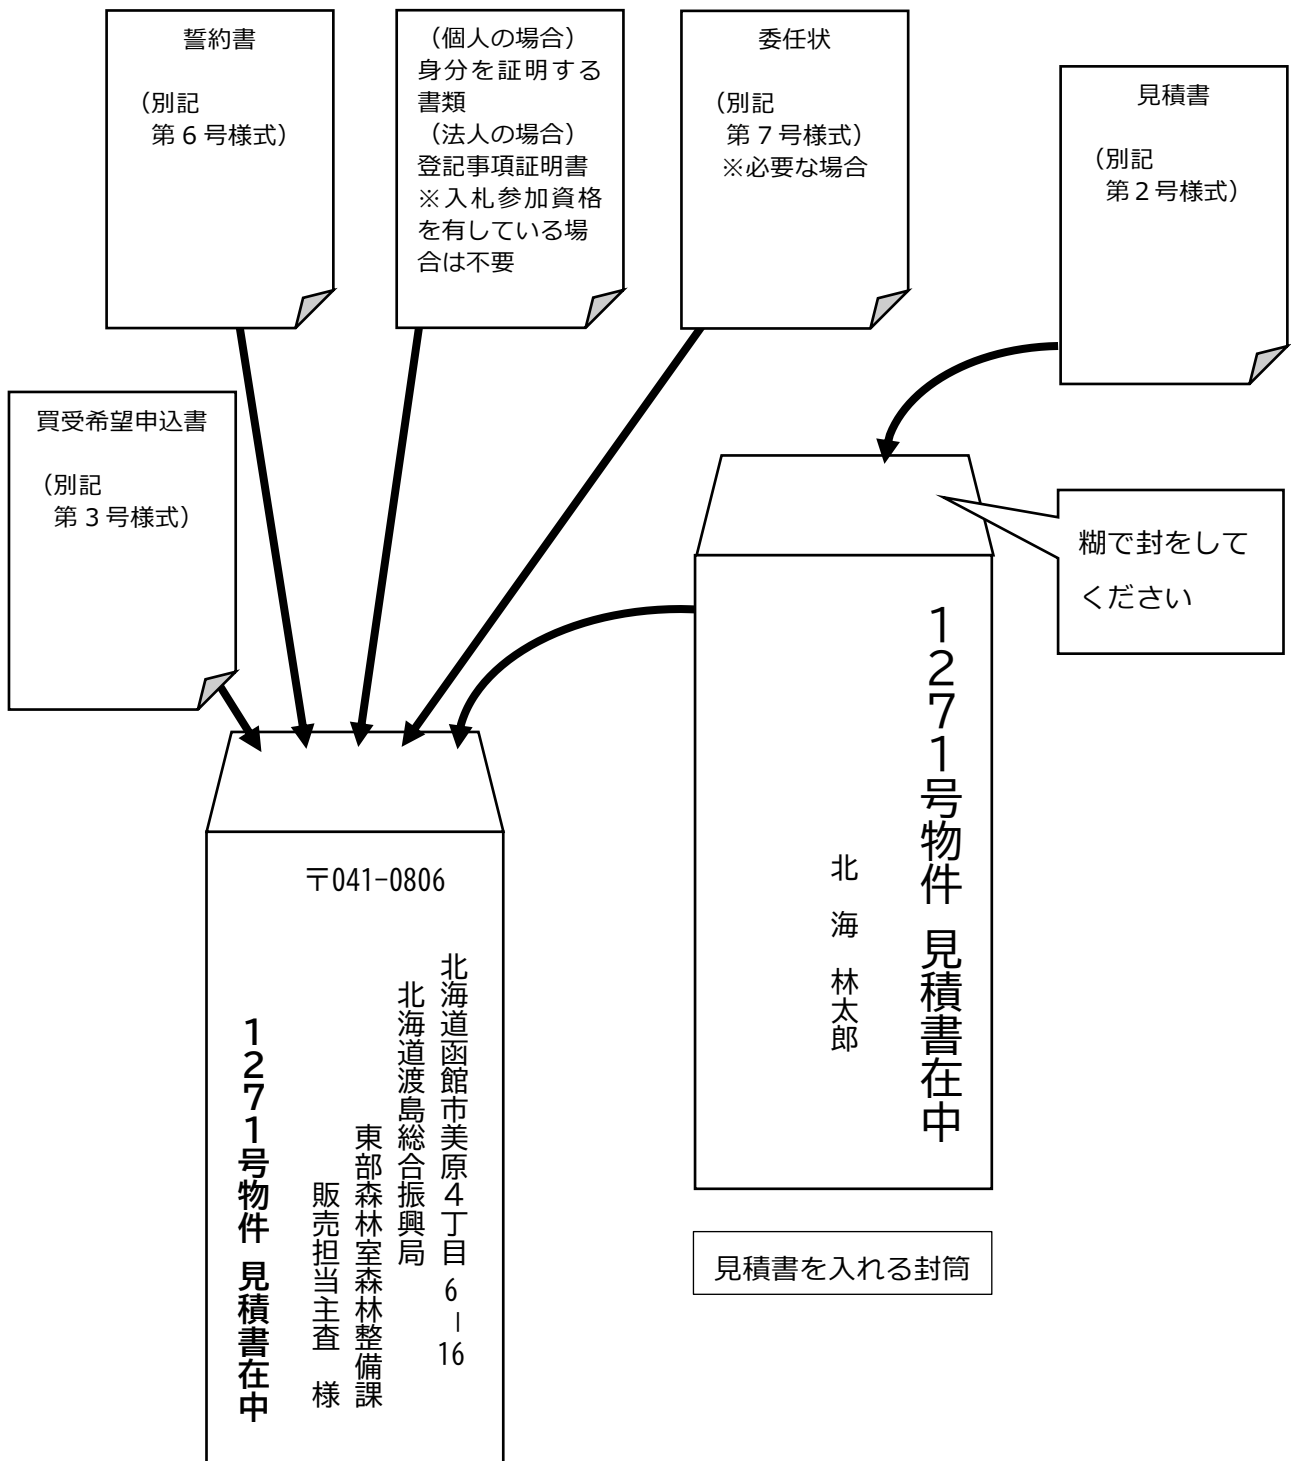 誓約書
（別記
第６号様式）
（個人の場合）
身分を証明する
書類
（法人の場合）
登記事項証明書
※入札参加資格
を有している場
合は不要
委任状
（別記
第７号様式）
※必要な場合
見積書
（別記
第２号様式）
買受希望申込書
（別記
第３号様式）
糊で封をして
ください
１２７１号物件 見積書在中
北　海　林太郎
見積書を入れる封筒
〒041-0806
北海道函館市美原４丁目 6－16
北海道渡島総合振興局
東部森林室森林整備課
販売担当主査　様
１２７１号物件 見積書在中